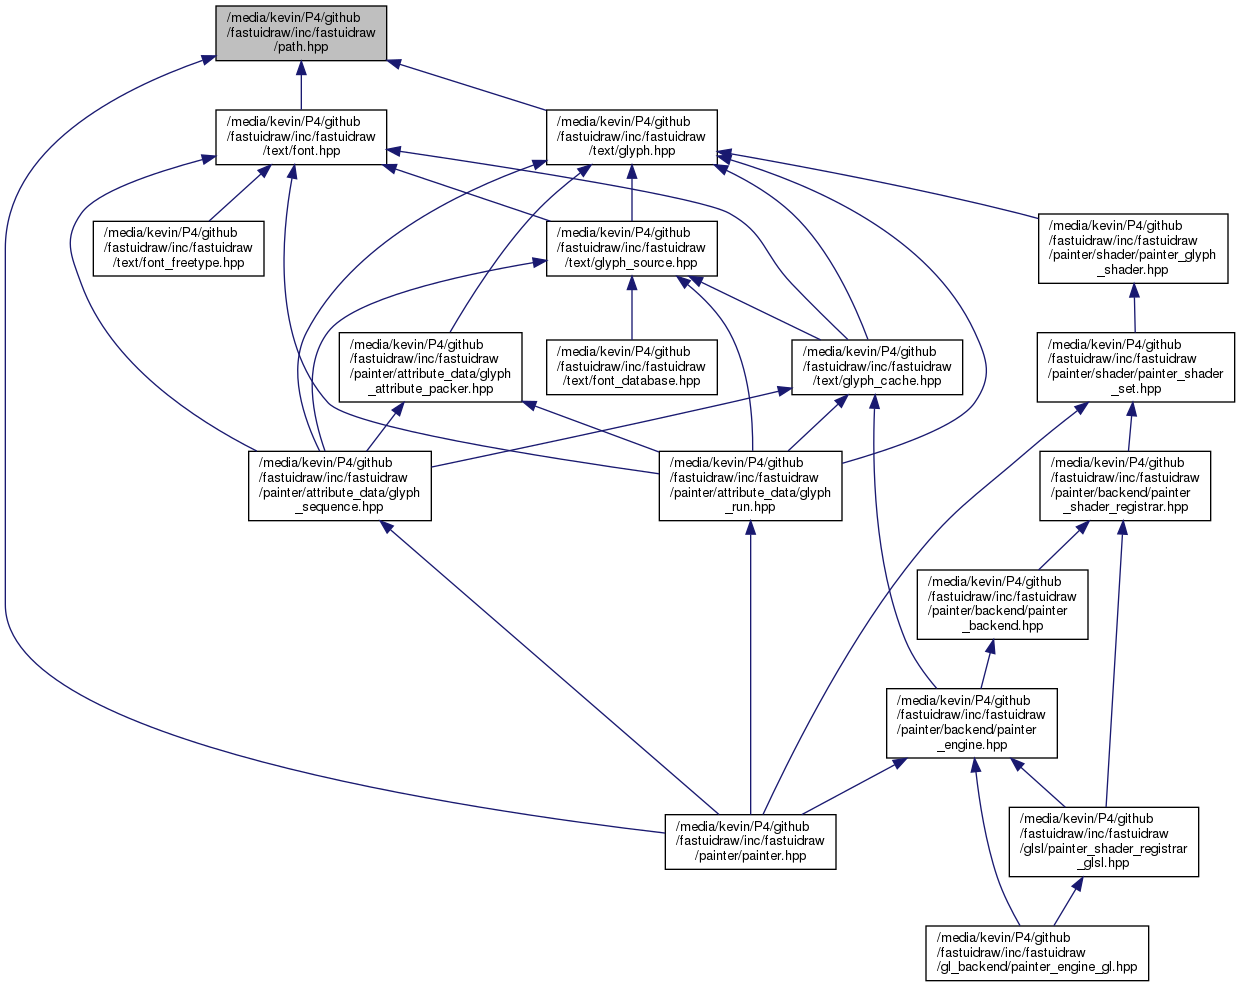 /media/kevin/P4/github
/fastuidraw/inc/fastuidraw
/path.hpp
/media/kevin/P4/github
/fastuidraw/inc/fastuidraw
/text/font.hpp
/media/kevin/P4/github
/fastuidraw/inc/fastuidraw
/text/glyph.hpp
/media/kevin/P4/github
/fastuidraw/inc/fastuidraw
/painter/shader/painter_glyph
_shader.hpp
/media/kevin/P4/github
/fastuidraw/inc/fastuidraw
/text/font_freetype.hpp
/media/kevin/P4/github
/fastuidraw/inc/fastuidraw
/text/glyph_source.hpp
/media/kevin/P4/github
/fastuidraw/inc/fastuidraw
/painter/attribute_data/glyph
_attribute_packer.hpp
/media/kevin/P4/github
/fastuidraw/inc/fastuidraw
/text/font_database.hpp
/media/kevin/P4/github
/fastuidraw/inc/fastuidraw
/text/glyph_cache.hpp
/media/kevin/P4/github
/fastuidraw/inc/fastuidraw
/painter/shader/painter_shader
_set.hpp
/media/kevin/P4/github
/fastuidraw/inc/fastuidraw
/painter/attribute_data/glyph
_sequence.hpp
/media/kevin/P4/github
/fastuidraw/inc/fastuidraw
/painter/attribute_data/glyph
_run.hpp
/media/kevin/P4/github
/fastuidraw/inc/fastuidraw
/painter/backend/painter
_shader_registrar.hpp
/media/kevin/P4/github
/fastuidraw/inc/fastuidraw
/painter/backend/painter
_backend.hpp
/media/kevin/P4/github
/fastuidraw/inc/fastuidraw
/painter/backend/painter
_engine.hpp
/media/kevin/P4/github
/fastuidraw/inc/fastuidraw
/painter/painter.hpp
/media/kevin/P4/github
/fastuidraw/inc/fastuidraw
/glsl/painter_shader_registrar
_glsl.hpp
/media/kevin/P4/github
/fastuidraw/inc/fastuidraw
/gl_backend/painter_engine_gl.hpp